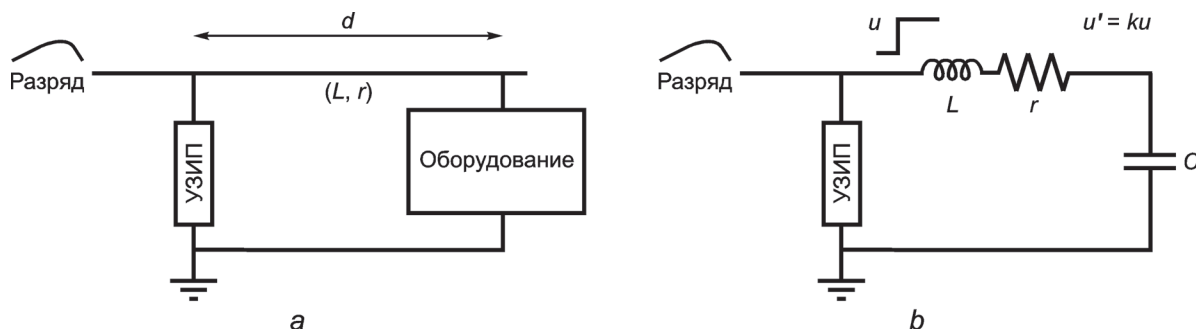 d
Разряд
(L, r)
УЗИП
Оборудование
a
u
u' = ku
Разряд
L
r
УЗИП
C
b